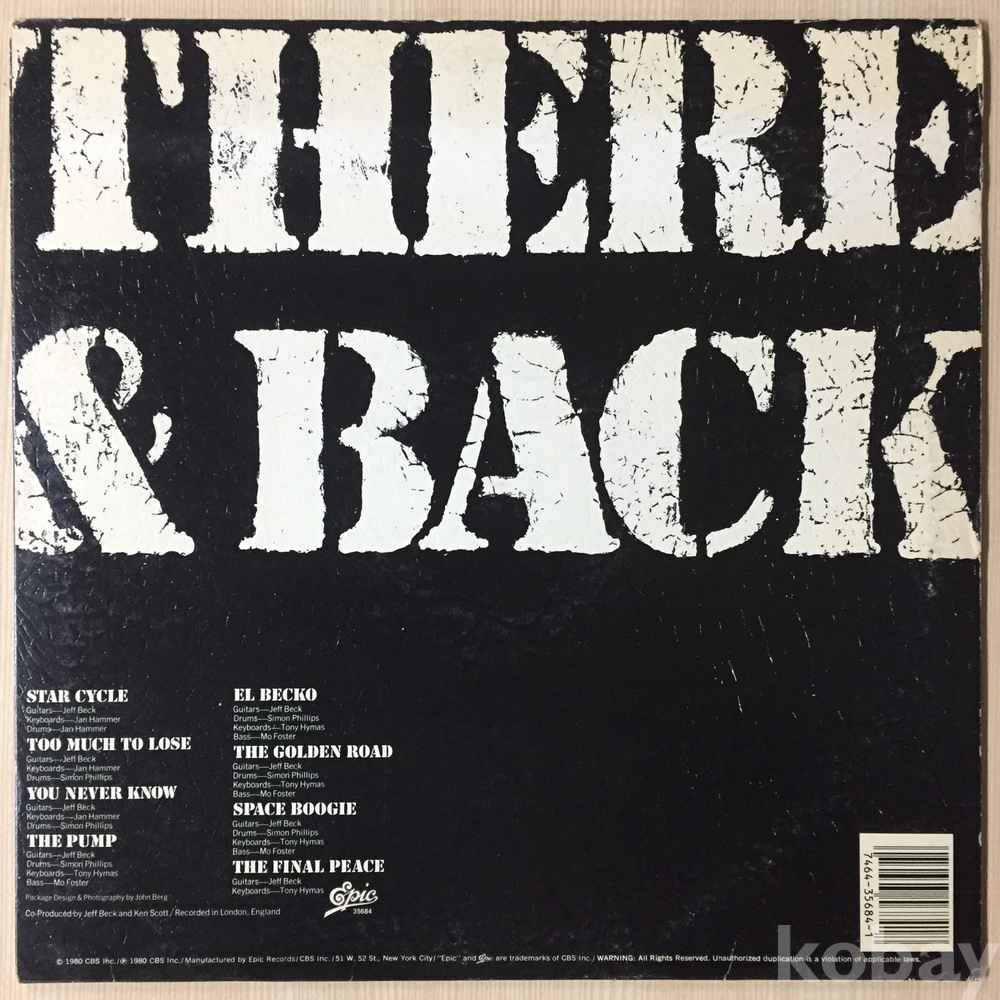 THERE
& BACK
STAR CYCLE
Guitars—Jeff Beck
Keyboards—Jan Hammer
Drums—Jan Hammer
TOO MUCH TO LOSE
Guitars—Jeff Beck
Keyboards—Jan Hammer
Drums—Simon Phillips
YOU NEVER KNOW
Guitars—Jeff Beck
Keyboards—Jan Hammer
Drums—Simon Phillips
THE PUMP
Guitars—Jeff Beck
Drums—Simon Phillips
Keyboards—Tony Hymas
Bass—Mo Foster
EL BECKO
Guitars—Jeff Beck
Drums—Simon Phillips
Keyboards—Tony Hymas
Bass—Mo Foster
THE GOLDEN ROAD
Guitars—Jeff Beck
Drums—Simon Phillips
Keyboards—Tony Hymas
Bass—Mo Foster
SPACE BOOGIE
Guitars—Jeff Beck
Drums—Simon Phillips
Keyboards—Tony Hymas
Bass—Mo Foster
THE FINAL PEACE
Guitars—Jeff Beck
Keyboards—Tony Hymas
Package Design & Photography by John Berg
Co-Produced by Jeff Beck and Ken Scott/Recorded in London, England
Epic
35684
7464-35684-1
© 1980 CBS Inc./℗ 1980 CBS Inc./Manufactured by Epic Records/CBS Inc./51 W. 52 St., New York City/"Epic" and Epic are trademarks of CBS Inc./WARNING: All Rights Reserved. Unauthorized duplication is a violation of applicable laws.
kobay